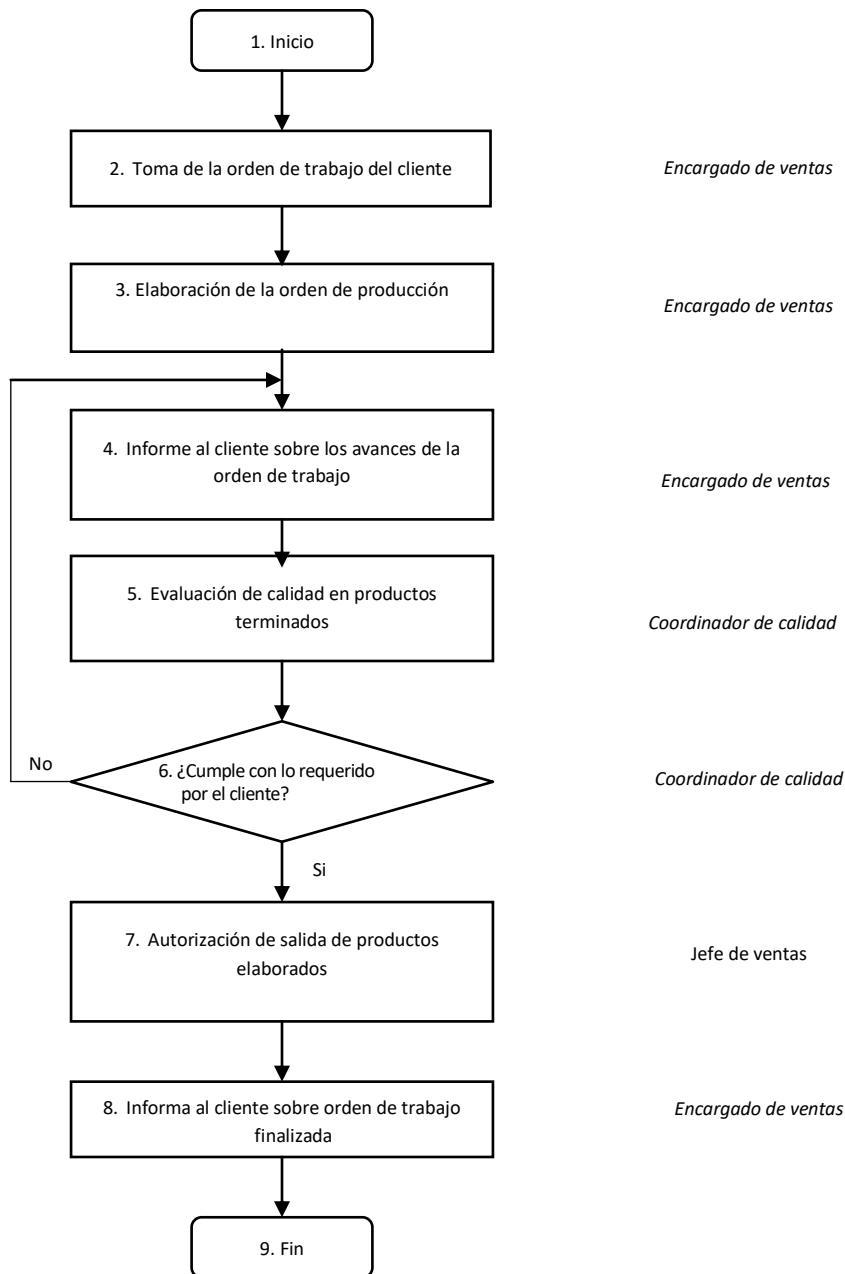 1. Inicio
2. Toma de la orden de trabajo del cliente
Encargado de ventas
3. Elaboración de la orden de producción
Encargado de ventas
4. Informe al cliente sobre los avances de la
orden de trabajo
Encargado de ventas
5. Evaluación de calidad en productos
terminados
Coordinador de calidad
No
6. ¿Cumple con lo requerido
por el cliente?
Coordinador de calidad
Si
7. Autorización de salida de productos
elaborados
Jefe de ventas
8. Informa al cliente sobre orden de trabajo
finalizada
Encargado de ventas
9. Fin